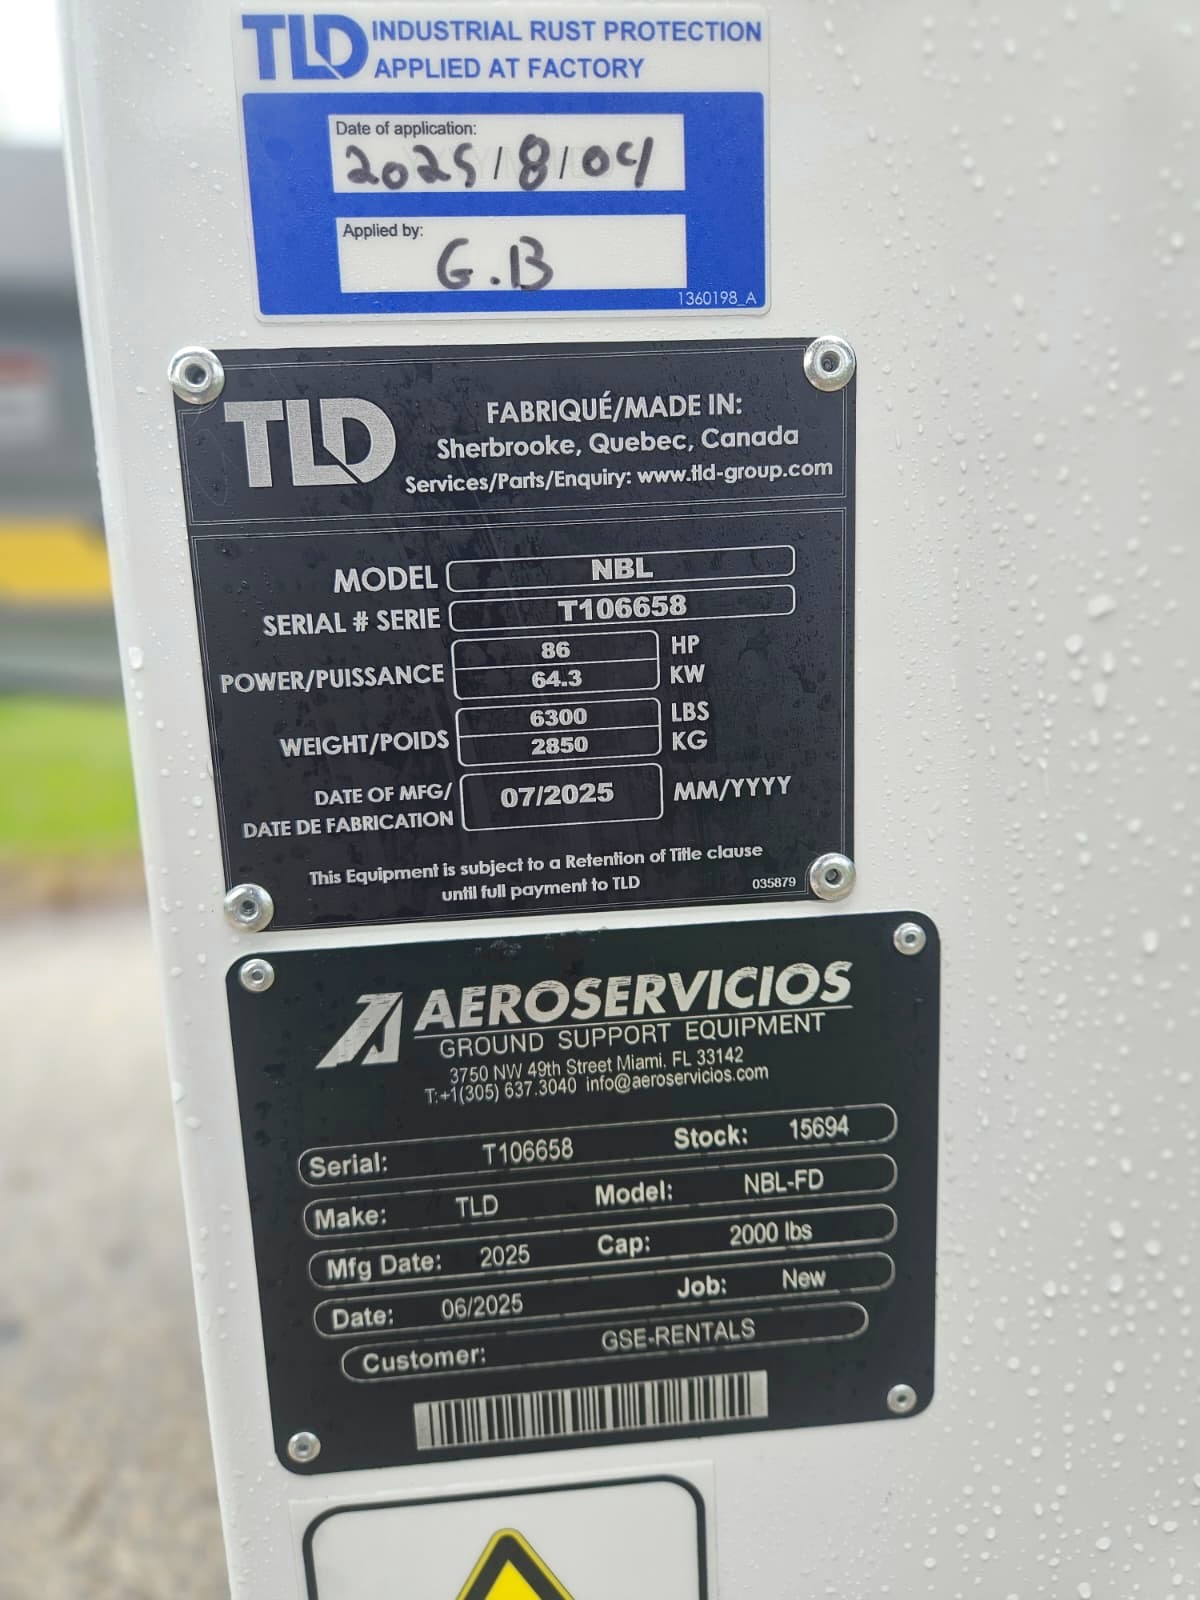 TLD INDUSTRIAL RUST PROTECTION
APPLIED AT FACTORY
Date of application:
2025/8/04
Applied by:
G.B
1360198_A
TLD
FABRIQUÉ/MADE IN:
Sherbrooke, Quebec, Canada
Services/Parts/Enquiry: www.tld-group.com
MODEL NBL
SERIAL # SERIE T106658
POWER/PUISSANCE 86 HP
64.3 KW
WEIGHT/POIDS 6300 LBS
2850 KG
DATE OF MFG/
DATE DE FABRICATION 07/2025 MM/YYYY
This Equipment is subject to a Retention of Title clause
until full payment to TLD
035879
AEROSERVICIOS
GROUND SUPPORT EQUIPMENT
3750 NW 49th Street Miami, FL 33142
T:+1(305) 637.3040 info@aeroservicios.com
Serial: T106658 Stock: 15694
Make: TLD Model: NBL-FD
Mfg Date: 2025 Cap: 2000 lbs
Date: 06/2025 Job: New
Customer: GSE-RENTALS